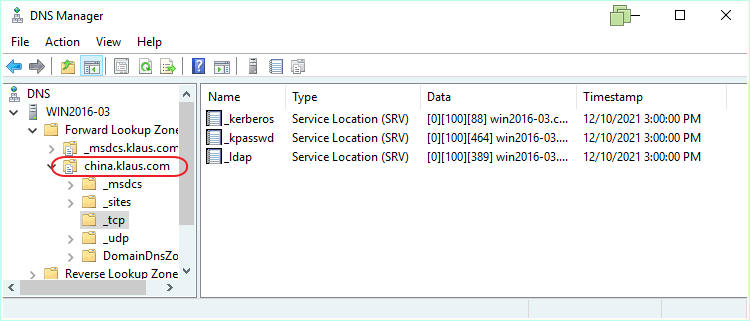 DNS Manager
File Action View Help
DNS
WIN2016-03
Forward Lookup Zone
_msdcs.klaus.com
china.klaus.com
_msdcs
_sites
_tcp
_udp
DomainDnsZo
Reverse Lookup Zone
Name Type Data Timestamp
_kerberos Service Location (SRV) [0][100][88] win2016-03.c... 12/10/2021 3:00:00 PM
_kpasswd Service Location (SRV) [0][100][464] win2016-03.... 12/10/2021 3:00:00 PM
_ldap Service Location (SRV) [0][100][389] win2016-03.... 12/10/2021 3:00:00 PM